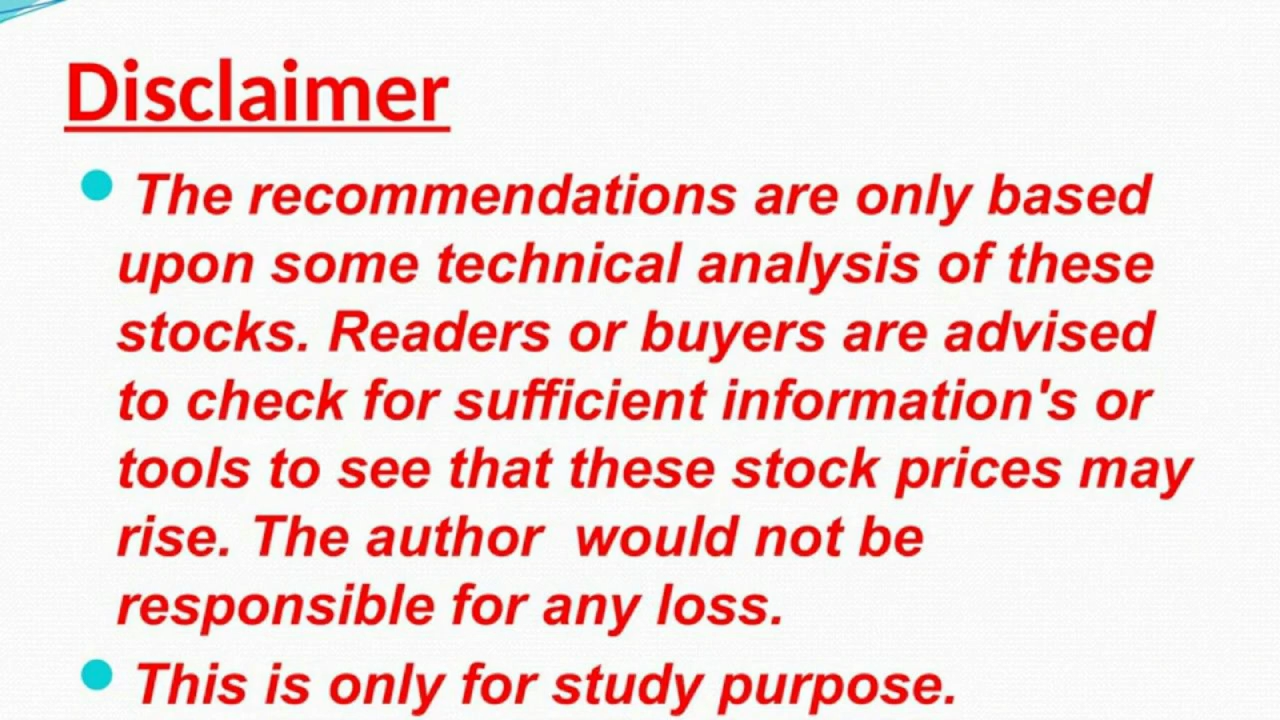 Disclaimer
The recommendations are only based
upon some technical analysis of these
stocks. Readers or buyers are advised
to check for sufficient information's or
tools to see that these stock prices may
rise. The author  would not be
responsible for any loss.
This is only for study purpose.